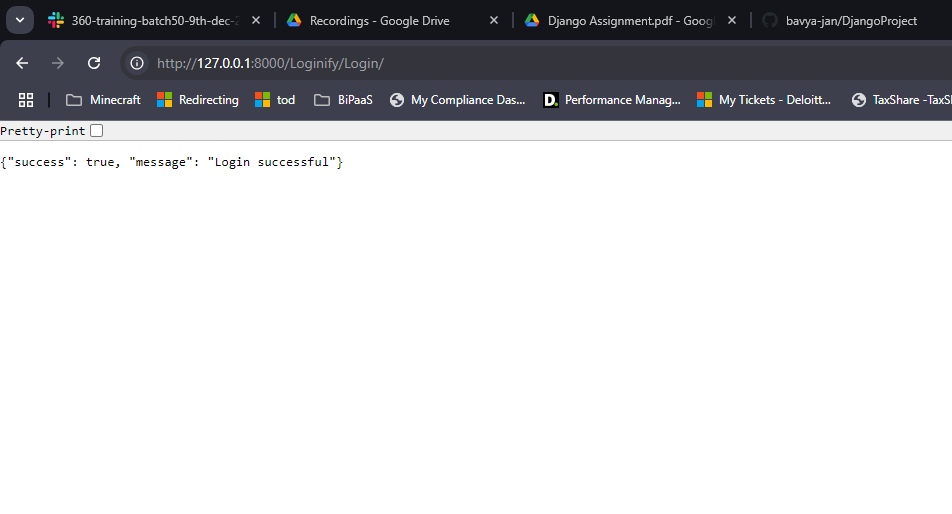 360-training-batch50-9th-dec-2
Recordings - Google Drive
Django Assignment.pdf - Goog
bavya-jan/DjangoProject
http://127.0.0.1:8000/Loginify/Login/
Minecraft
Redirecting
tod
BiPaaS
My Compliance Das...
D.
Performance Manag...
My Tickets - Deloitt...
TaxShare -TaxS
Pretty-print
{"success": true, "message": "Login successful"}